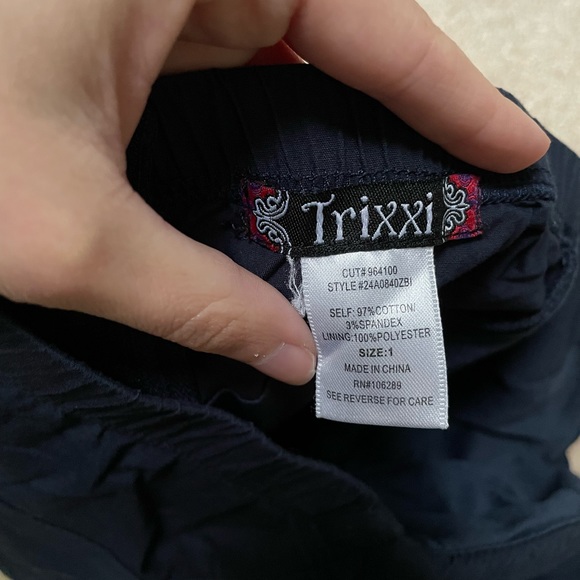 Trixxi
CUT# 964100
STYLE #24A0840ZBI
SELF: 97%COTTON/
3%SPANDEX
LINING:100%POLYESTER
SIZE:1
MADE IN CHINA
RN#106289
SEE REVERSE FOR CARE